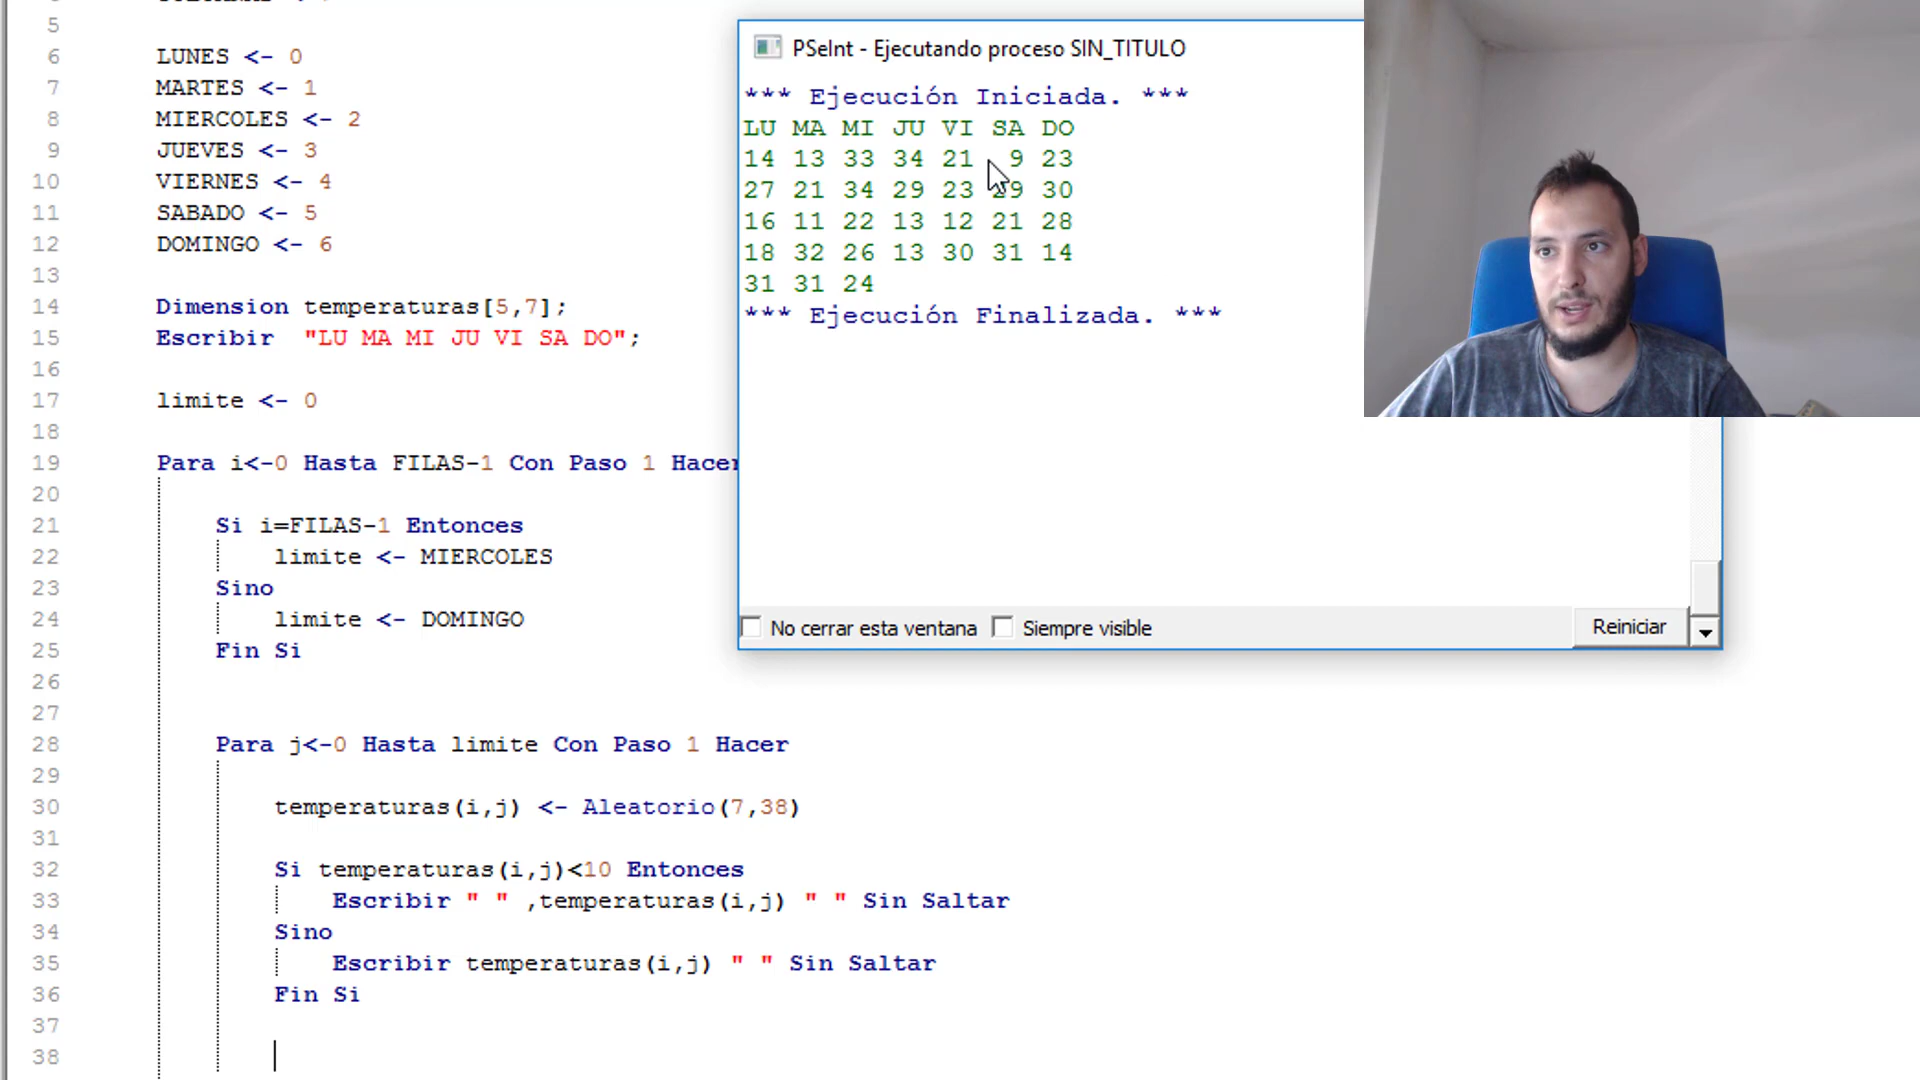 5
6 LUNES <- 0
7 MARTES <- 1
8 MIERCOLES <- 2
9 JUEVES <- 3
10 VIERNES <- 4
11 SABADO <- 5
12 DOMINGO <- 6
13
14 Dimension temperaturas[5,7];
15 Escribir "LU MA MI JU VI SA DO";
16
17 limite <- 0
18
19 Para i<-0 Hasta FILAS-1 Con Paso 1 Hacer
20
21 Si i=FILAS-1 Entonces
22 limite <- MIERCOLES
23 Sino
24 limite <- DOMINGO
25 Fin Si
26
27
28 Para j<-0 Hasta limite Con Paso 1 Hacer
29
30 temperaturas(i,j) <- Aleatorio(7,38)
31
32 Si temperaturas(i,j)<10 Entonces
33 Escribir " " ,temperaturas(i,j) " " Sin Saltar
34 Sino
35 Escribir temperaturas(i,j) " " Sin Saltar
36 Fin Si
37
38
PSeInt - Ejecutando proceso SIN_TITULO
*** Ejecución Iniciada. ***
LU MA MI JU VI SA DO
14 13 33 34 21 9 23
27 21 34 29 23 29 30
16 11 22 13 12 21 28
18 32 26 13 30 31 14
31 31 24
*** Ejecución Finalizada. ***
No cerrar esta ventana Siempre visible Reiniciar